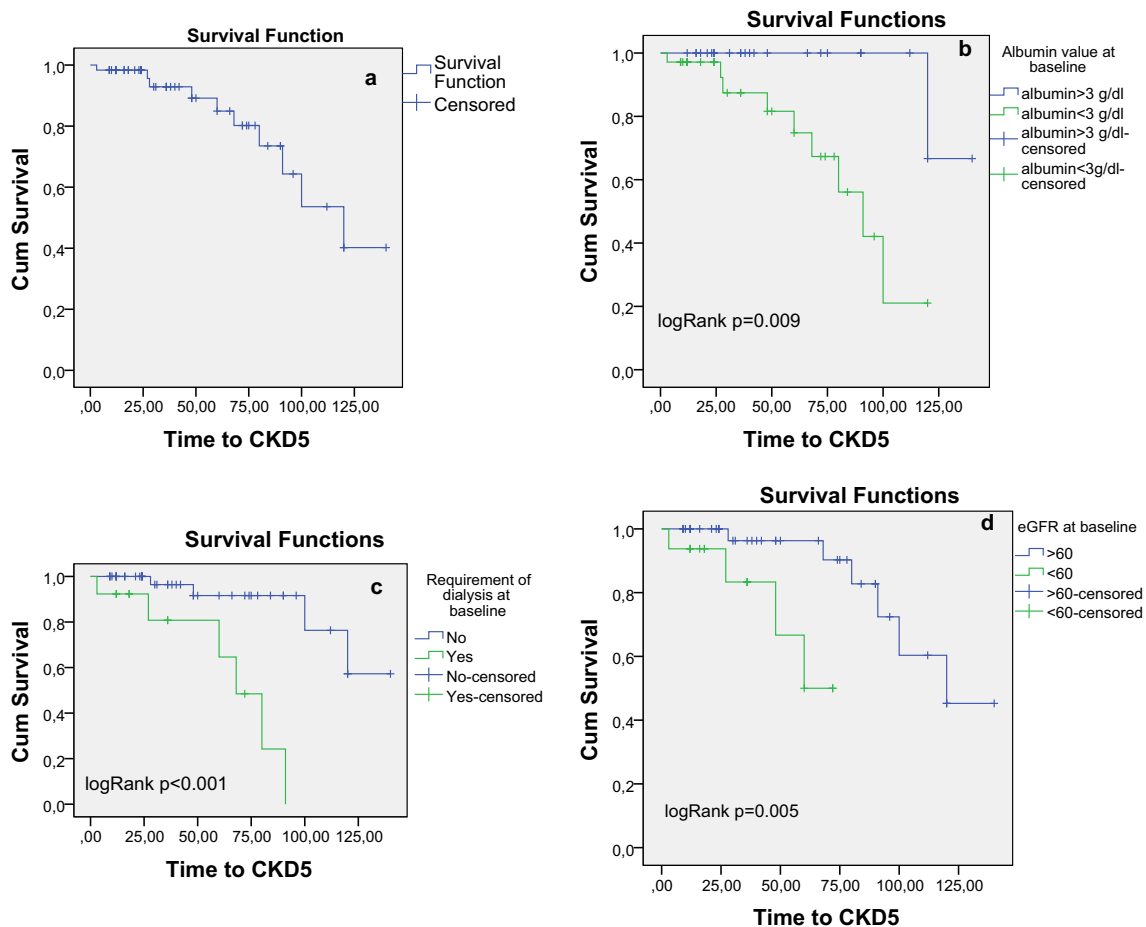 Survival Function
a
Survival
Function
Censored
1,0
0,8
0,6
0,4
0,2
0,0
,00 25,00 50,00 75,00 100,00 125,00
Cum Survival
Time to CKD5
Survival Functions
b
Albumin value at
baseline
albumin>3 g/dl
albumin<3 g/dl
albumin>3 g/dl-
censored
albumin<3g/dl-
censored
1,0
0,8
0,6
0,4
0,2
0,0
logRank p=0.009
,00 25,00 50,00 75,00 100,00 125,00
Cum Survival
Time to CKD5
Survival Functions
c
Requirement of
dialysis at
baseline
No
Yes
No-censored
Yes-censored
1,0
0,8
0,6
0,4
0,2
0,0
logRank p<0.001
,00 25,00 50,00 75,00 100,00 125,00
Cum Survival
Time to CKD5
Survival Functions
d
eGFR at baseline
>60
<60
>60-censored
<60-censored
1,0
0,8
0,6
0,4
0,2
0,0
logRank p=0.005
,00 25,00 50,00 75,00 100,00 125,00
Cum Survival
Time to CKD5